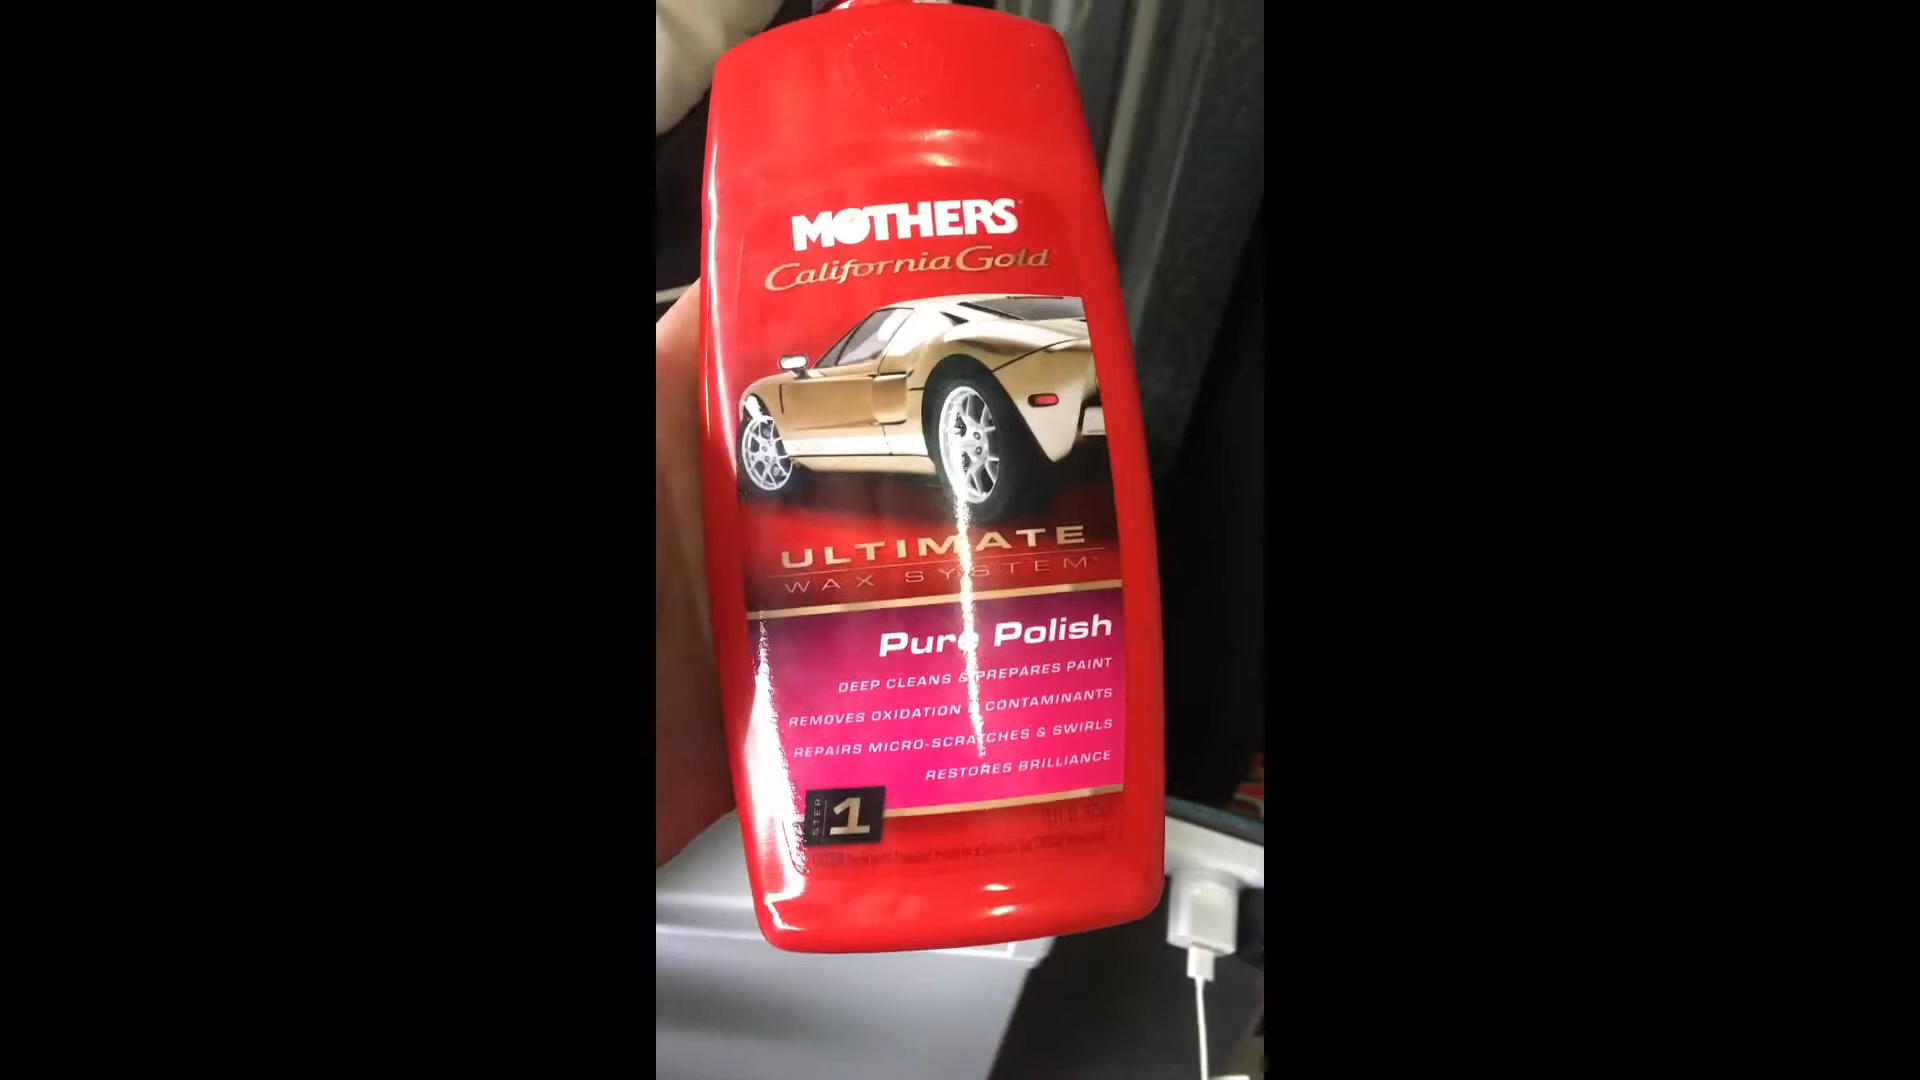 MOTHERS
California Gold
ULTIMATE
WAX SYSTEM
Pure Polish
DEEP CLEANS & PREPARES PAINT
REMOVES OXIDATION & CONTAMINANTS
REPAIRS MICRO-SCRATCHES & SWIRLS
RESTORES BRILLIANCE
STEP 1